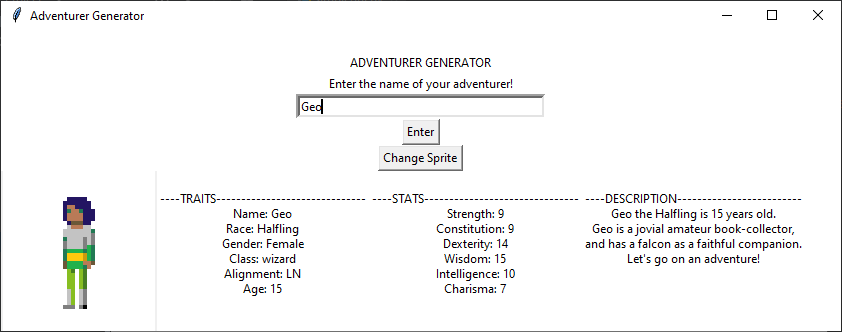 Adventurer Generator
ADVENTURER GENERATOR
Enter the name of your adventurer!
Geo
Enter
Change Sprite
----TRAITS----------------------------- ----STATS------------------------------ ----DESCRIPTION------------------------
Name: Geo
Race: Halfling
Gender: Female
Class: wizard
Alignment: LN
Age: 15
Strength: 9
Constitution: 9
Dexterity: 14
Wisdom: 15
Intelligence: 10
Charisma: 7
Geo the Halfling is 15 years old.
Geo is a jovial amateur book-collector,
and has a falcon as a faithful companion.
Let's go on an adventure!